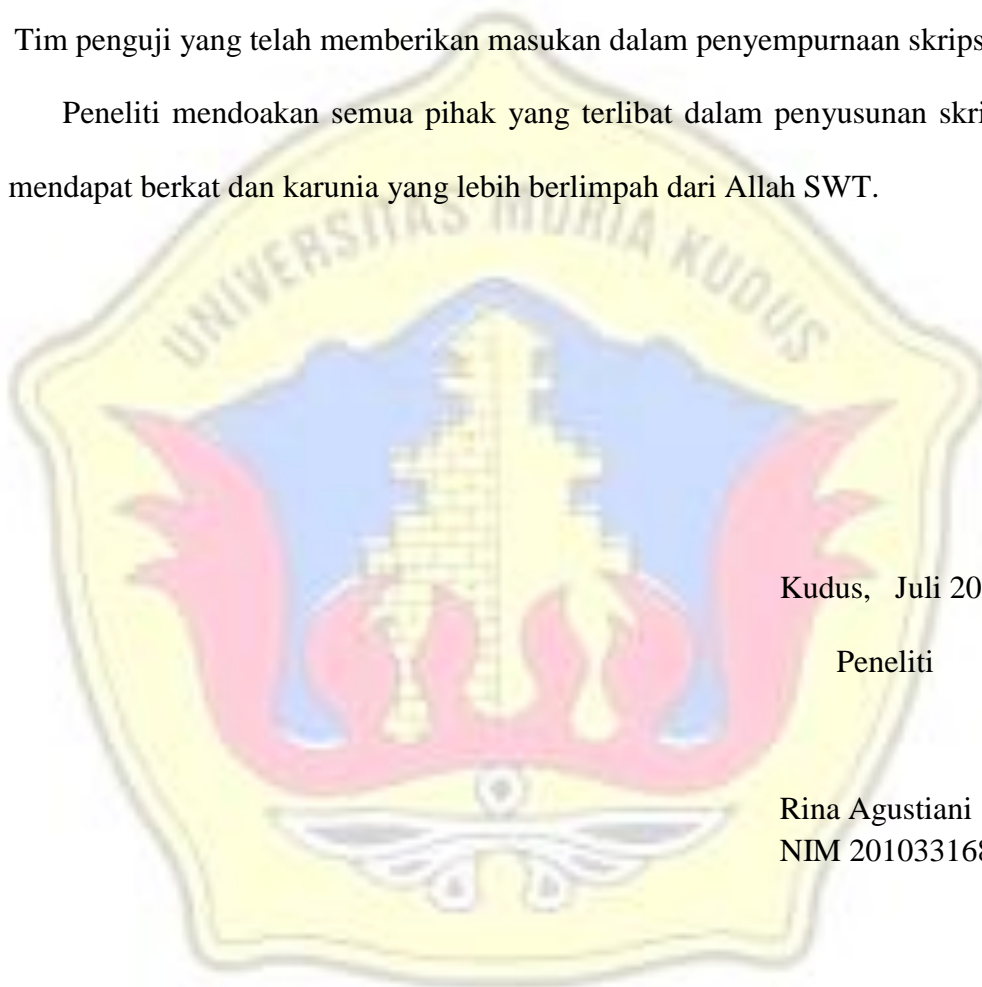 Tim penguji yang telah memberikan masukan dalam penyempurnaan skrips
Peneliti mendoakan semua pihak yang terlibat dalam penyusunan skri
mendapat berkat dan karunia yang lebih berlimpah dari Allah SWT.
UNIVERSITAS MURIA KUDUS
Kudus, Juli 20
Peneliti
Rina Agustiani
NIM 201033168